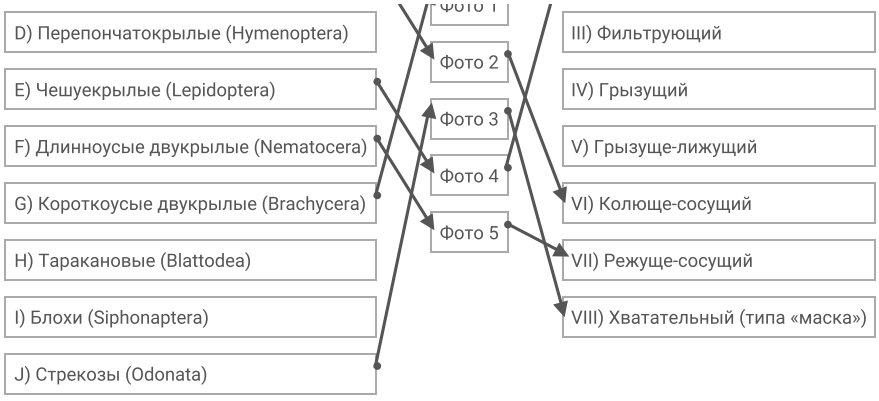 D) Перепончатокрылые (Hymenoptera)
E) Чешуекрылые (Lepidoptera)
F) Длинноусые двукрылые (Nematocera)
G) Короткоусые двукрылые (Brachycera)
H) Таракановые (Blattodea)
I) Блохи (Siphonaptera)
J) Стрекозы (Odonata)
Фото 1
Фото 2
Фото 3
Фото 4
Фото 5
III) Фильтрующий
IV) Грызущий
V) Грызуще-лижущий
VI) Колюще-сосущий
VII) Режуще-сосущий
VIII) Хватательный (типа «маска»)